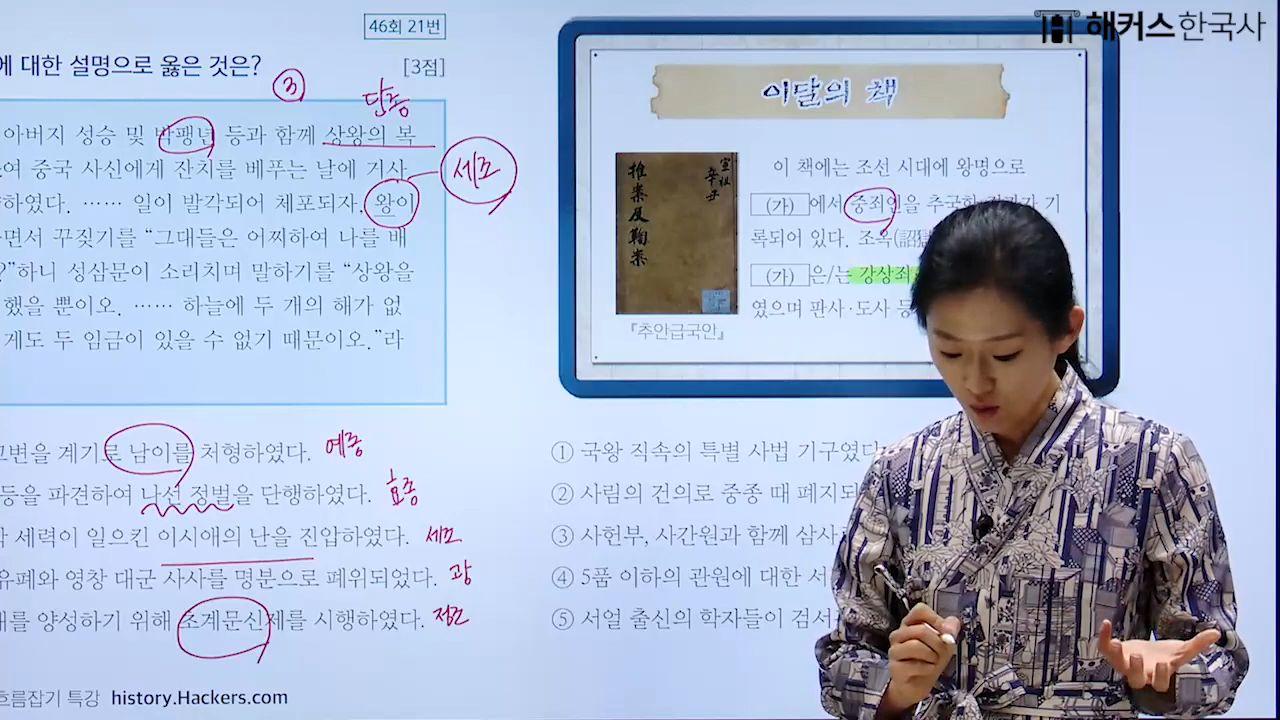 해커스한국사
46회 21번
에 대한 설명으로 옳은 것은? [3점]
③
단종
아버지 성승 및 박팽년 등과 함께 상왕의 복
여 중국 사신에게 잔치를 베푸는 날에 거사
하였다. …… 일이 발각되어 체포되자, 왕이
세조
면서 꾸짖기를 “그대들은 어찌하여 나를 배
?”하니 성삼문이 소리치며 말하기를 “상왕을
했을 뿐이오. …… 하늘에 두 개의 해가 없
게도 두 임금이 있을 수 없기 때문이오.”라
변을 계기로 남이를 처형하였다. 예종
등을 파견하여 나선 정벌을 단행하였다. 효종
세력이 일으킨 이시애의 난을 진압하였다. 세조
유폐와 영창 대군 사사를 명분으로 폐위되었다. 광
를 양성하기 위해 초계문신제를 시행하였다. 정조
흐름잡기 특강 history.Hackers.com
이달의 책
推案及鞫案
宣祖
辛丑
『추안급국안』
이 책에는 조선 시대에 왕명으로
(가)에서 중죄인을 추국한 결과가 기
록되어 있다. 조옥(詔獄
(가)은/는 강상죄
였으며 판사·도사 등
① 국왕 직속의 특별 사법 기구였다
② 사림의 건의로 중종 때 폐지되
③ 사헌부, 사간원과 함께 삼사
④ 5품 이하의 관원에 대한 서
⑤ 서얼 출신의 학자들이 검서